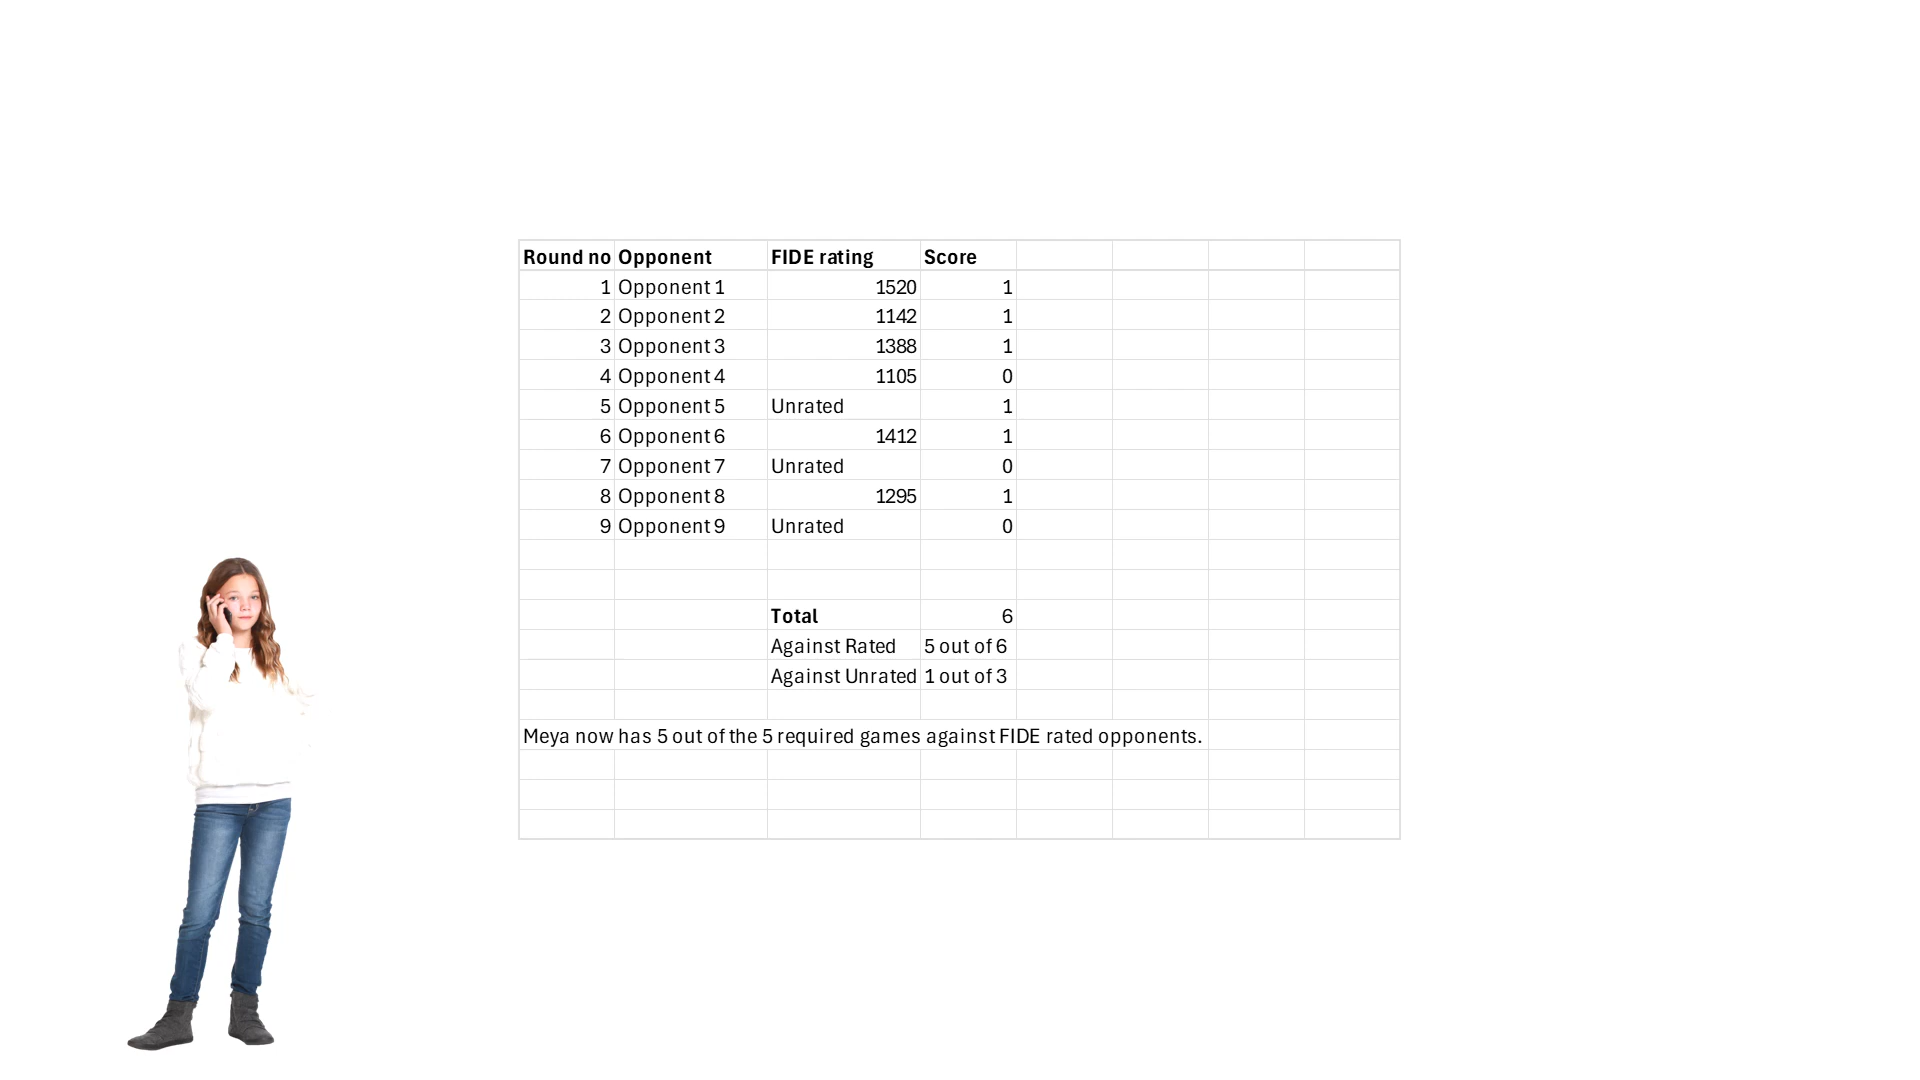 Round no Opponent FIDE rating Score
1 Opponent 1 1520 1
2 Opponent 2 1142 1
3 Opponent 3 1388 1
4 Opponent 4 1105 0
5 Opponent 5 Unrated 1
6 Opponent 6 1412 1
7 Opponent 7 Unrated 0
8 Opponent 8 1295 1
9 Opponent 9 Unrated 0
Total 6
Against Rated 5 out of 6
Against Unrated 1 out of 3
Meya now has 5 out of the 5 required games against FIDE rated opponents.